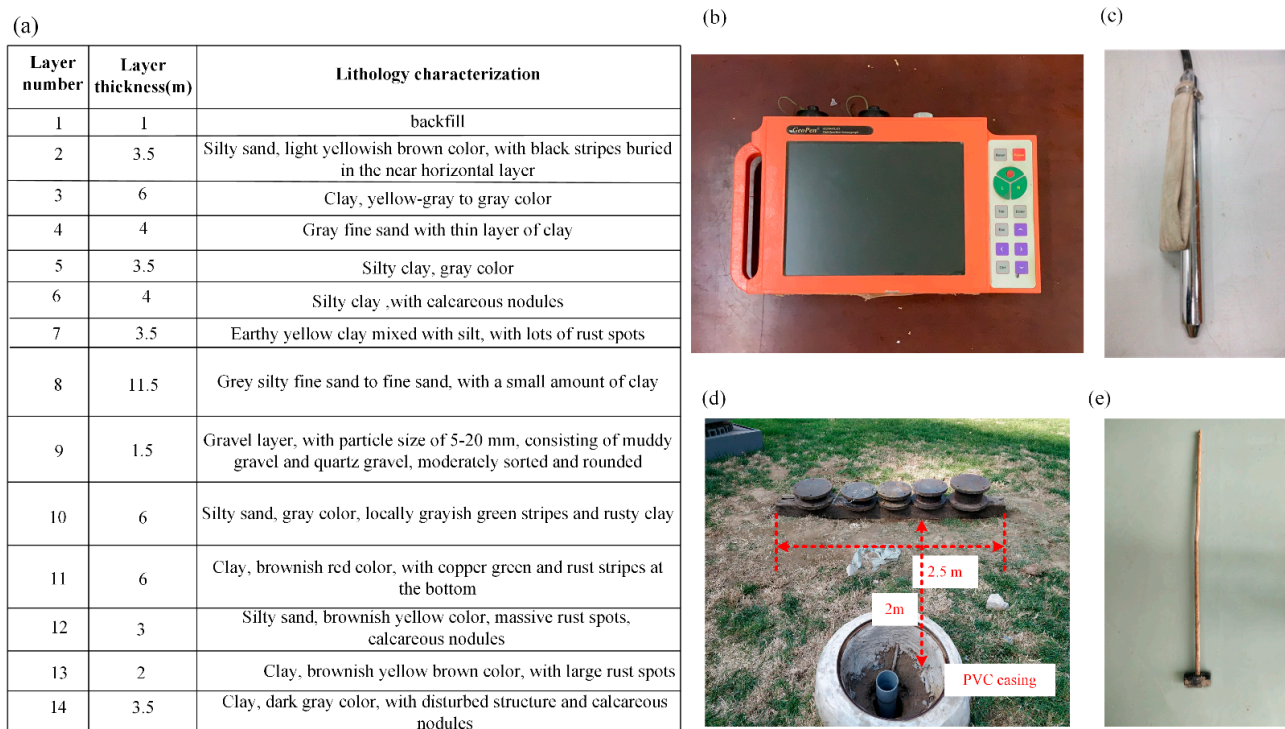 (a)
Layer number
Layer thickness(m)
Lithology characterization
1
1
backfill
2
3.5
Silty sand, light yellowish brown color, with black stripes buried
in the near horizontal layer
3
6
Clay, yellow-gray to gray color
4
4
Gray fine sand with thin layer of clay
5
3.5
Silty clay, gray color
6
4
Silty clay ,with calcarcous nodules
7
3.5
Earthy yellow clay mixed with silt, with lots of rust spots
8
11.5
Grey silty fine sand to fine sand, with a small amount of clay
9
1.5
Gravel layer, with particle size of 5-20 mm, consisting of muddy
gravel and quartz gravel, moderately sorted and rounded
10
6
Silty sand, gray color, locally grayish green stripes and rusty clay
11
6
Clay, brownish red color, with copper green and rust stripes at
the bottom
12
3
Silty sand, brownish yellow color, massive rust spots,
calcareous nodules
13
2
Clay, brownish yellow brown color, with large rust spots
14
3.5
Clay, dark gray color, with disturbed structure and calcareous
nodules
(b)
GeoPen
(c)
(d)
2.5 m
2m
PVC casing
(e)